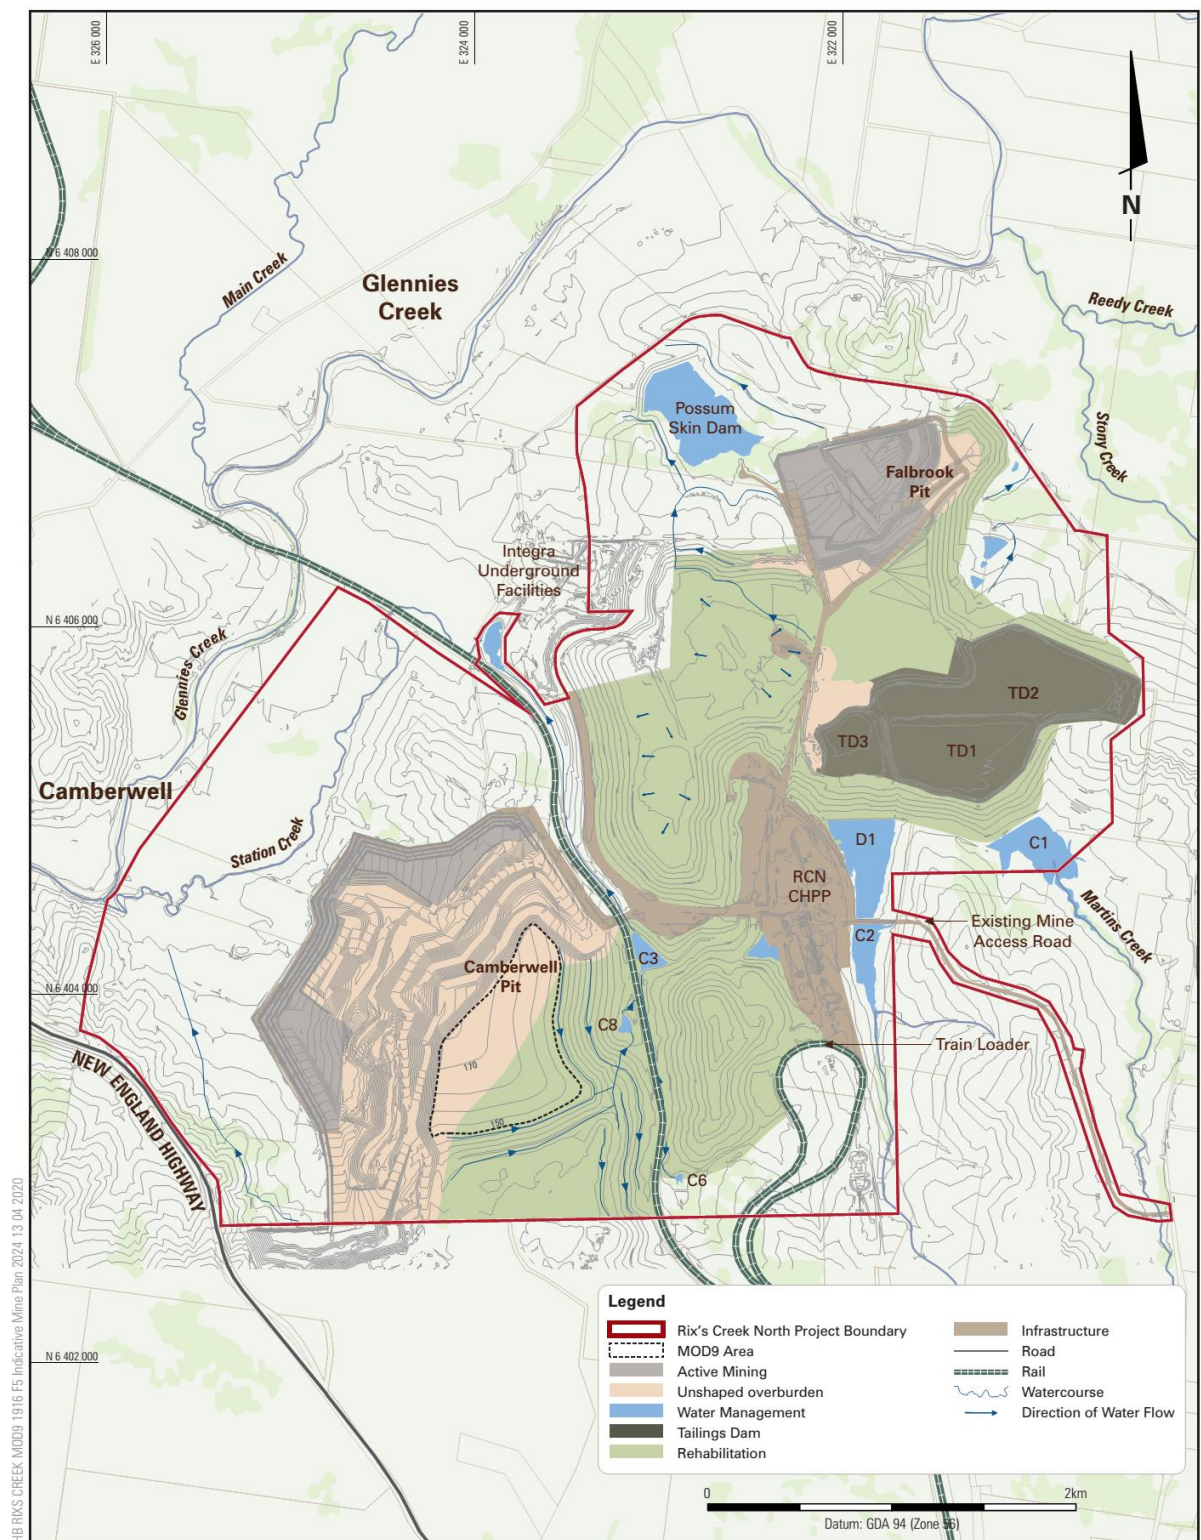 E 326 000
E 324 000
E 322 000
N
N 6 408 000
Main Creek
Glennies
Creek
Reedy Creek
Stony Creek
Possum
Skin Dam
Falbrook
Pit
Integra
Underground
Facilities
N 6 406 000
Glennies Creek
TD2
TD3
TD1
Camberwell
Station Creek
D1
C1
RCN
CHPP
Martins Creek
Existing Mine
Access Road
C2
C3
Camberwell
Pit
N 6 404 000
C8
Train Loader
NEW ENGLAND HIGHWAY
170
150
C6
N 6 402 000
Legend
Rix's Creek North Project Boundary
MOD9 Area
Active Mining
Unshaped overburden
Water Management
Tailings Dam
Rehabilitation
Infrastructure
Road
Rail
Watercourse
Direction of Water Flow
0
2km
Datum: GDA 94 (Zone 56)
HB RIXS CREEK MOD9 1916 F5 Indicative Mine Plan 2024 13 04 2020